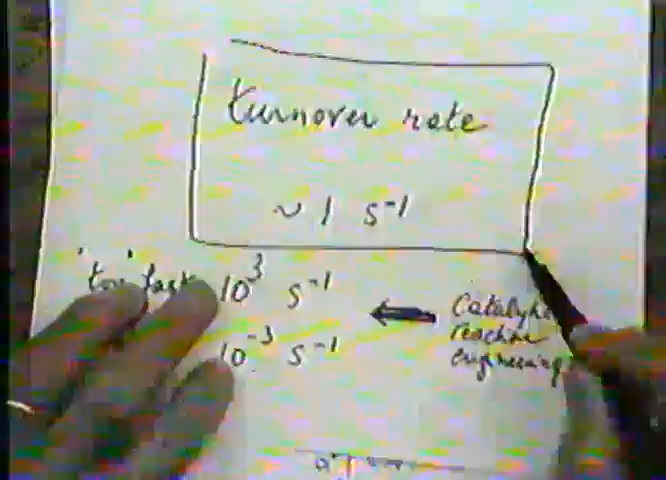 turnover rate
~ 1 s⁻¹
'too' fast 10³ s⁻¹
10⁻³ s⁻¹
Catalytic
reaction
engineering